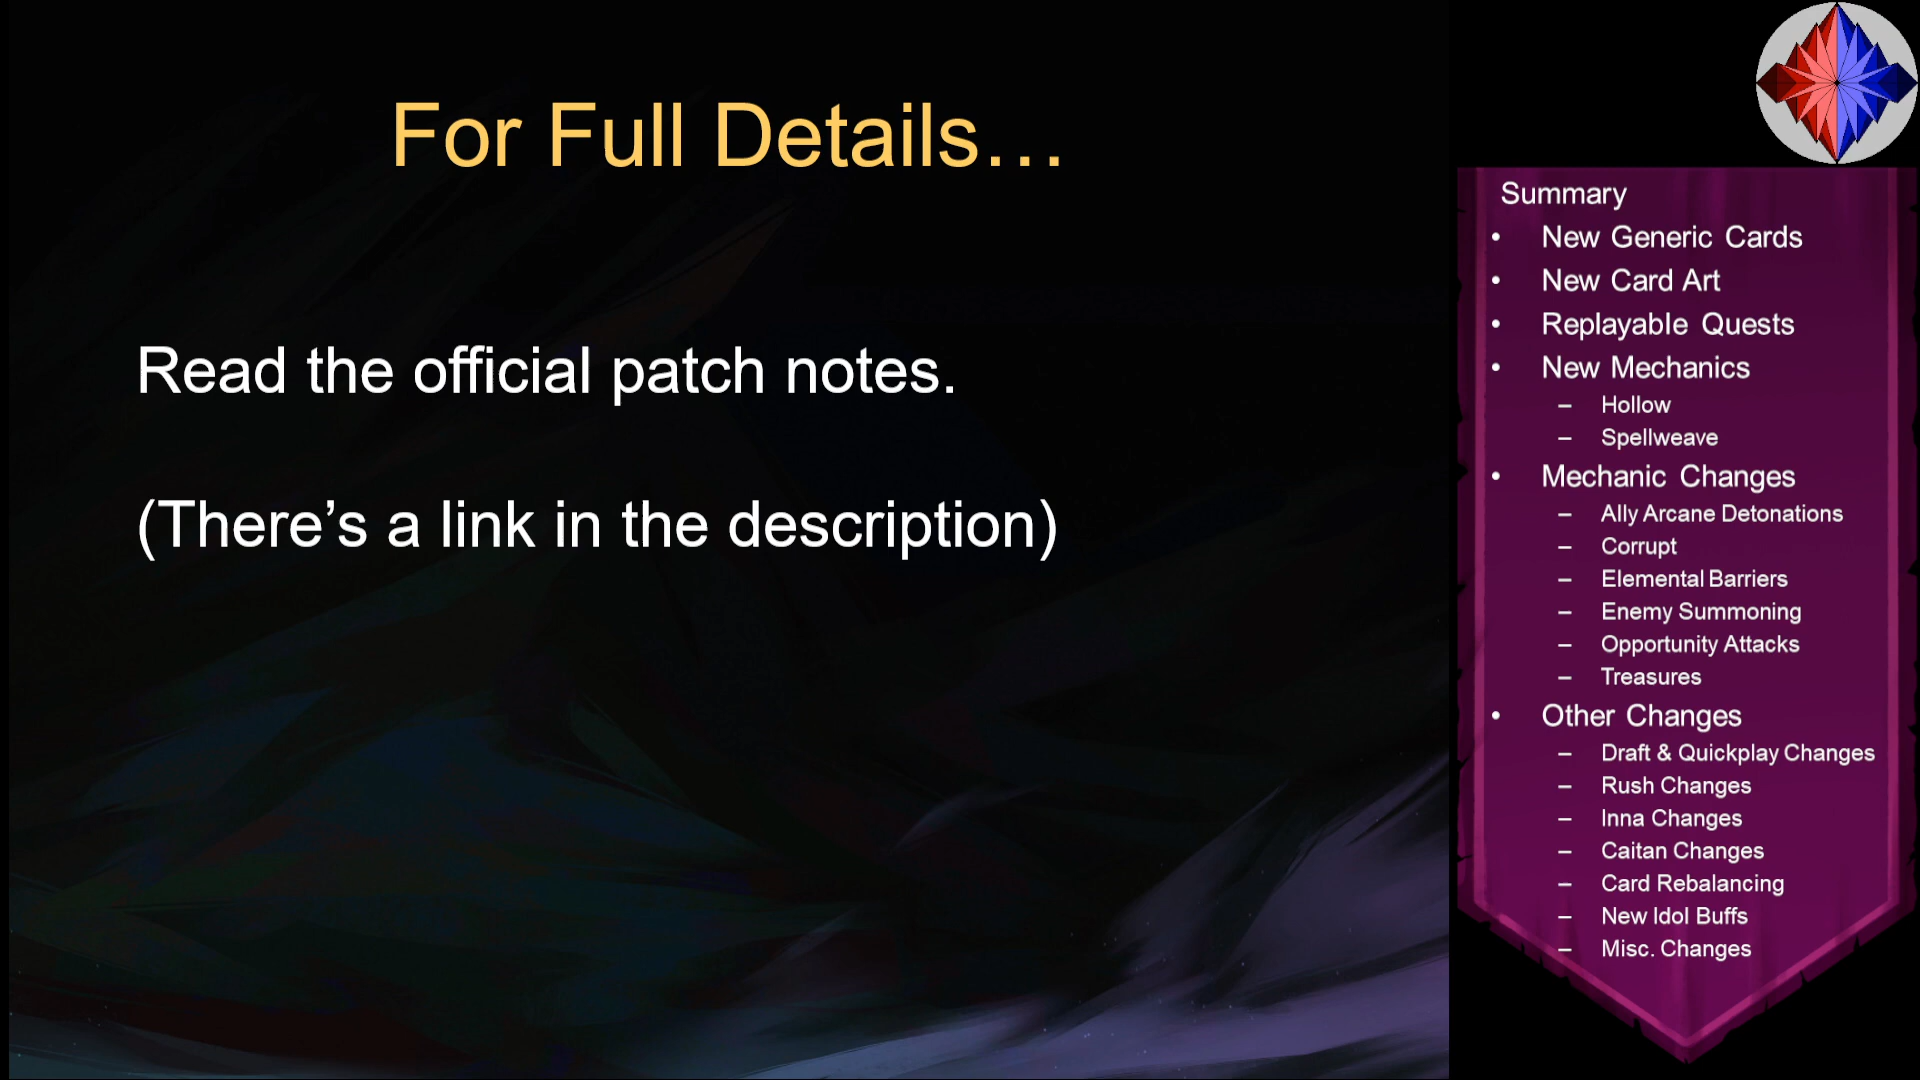 For Full Details…
Read the official patch notes.
(There’s a link in the description)
Summary
• New Generic Cards
• New Card Art
• Replayable Quests
• New Mechanics
– Hollow
– Spellweave
• Mechanic Changes
– Ally Arcane Detonations
– Corrupt
– Elemental Barriers
– Enemy Summoning
– Opportunity Attacks
– Treasures
• Other Changes
– Draft & Quickplay Changes
– Rush Changes
– Inna Changes
– Caitan Changes
– Card Rebalancing
– New Idol Buffs
– Misc. Changes